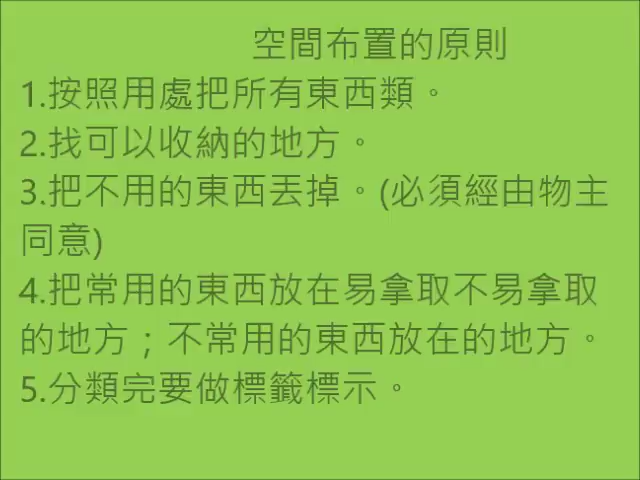 空間布置的原則
1.按照用處把所有東西類。
2.找可以收納的地方。
3.把不用的東西丟掉。(必須經由物主
同意)
4.把常用的東西放在易拿取不易拿取
的地方；不常用的東西放在的地方。
5.分類完要做標籤標示。